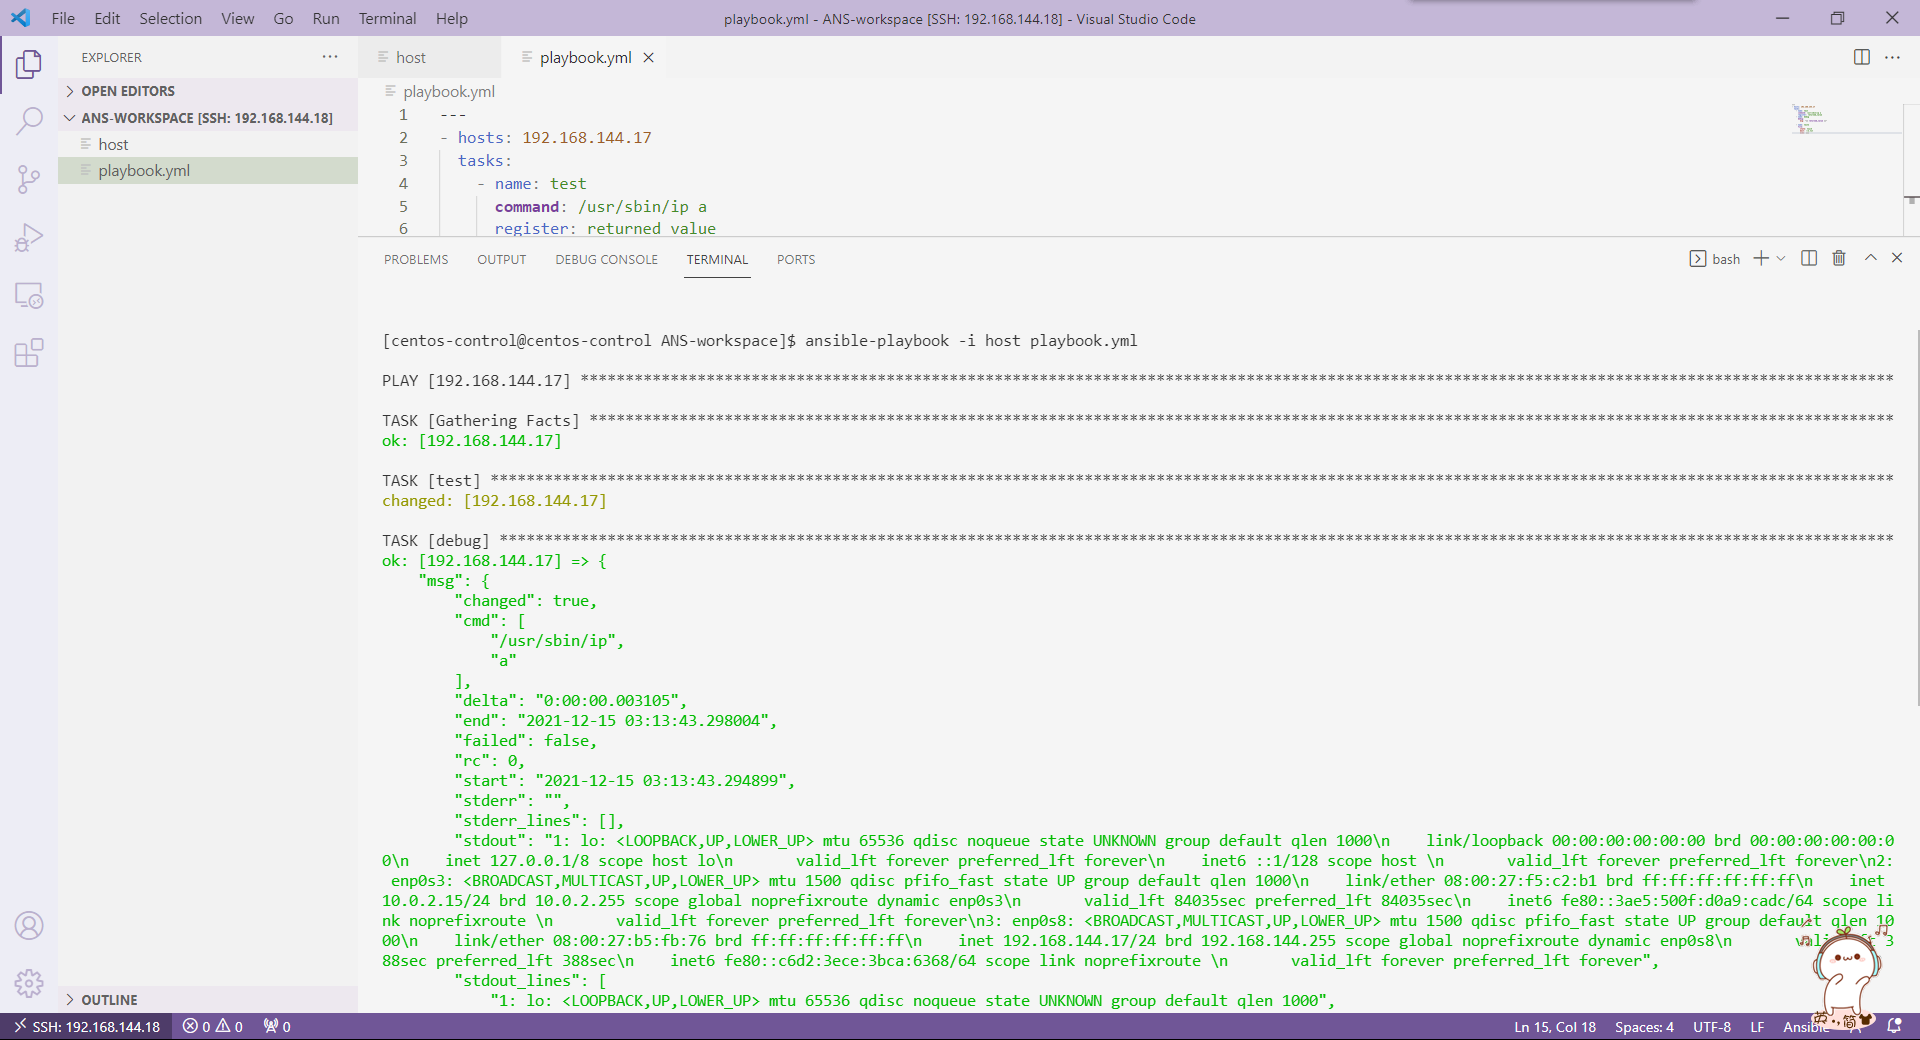 File Edit Selection View Go Run Terminal Help
playbook.yml - ANS-workspace [SSH: 192.168.144.18] - Visual Studio Code
EXPLORER
OPEN EDITORS
ANS-WORKSPACE [SSH: 192.168.144.18]
host
playbook.yml
OUTLINE
host
playbook.yml
playbook.yml
1 ---
2 - hosts: 192.168.144.17
3 tasks:
4 - name: test
5 command: /usr/sbin/ip a
6 register: returned_value
PROBLEMS OUTPUT DEBUG CONSOLE TERMINAL PORTS
bash
[centos-control@centos-control ANS-workspace]$ ansible-playbook -i host playbook.yml
PLAY [192.168.144.17] **************************************************************************************************************************************************
TASK [Gathering Facts] *************************************************************************************************************************************************
ok: [192.168.144.17]
TASK [test] ************************************************************************************************************************************************************
changed: [192.168.144.17]
TASK [debug] ***********************************************************************************************************************************************************
ok: [192.168.144.17] => {
"msg": {
"changed": true,
"cmd": [
"/usr/sbin/ip",
"a"
],
"delta": "0:00:00.003105",
"end": "2021-12-15 03:13:43.298004",
"failed": false,
"rc": 0,
"start": "2021-12-15 03:13:43.294899",
"stderr": "",
"stderr_lines": [],
"stdout": "1: lo: <LOOPBACK,UP,LOWER_UP> mtu 65536 qdisc noqueue state UNKNOWN group default qlen 1000\n    link/loopback 00:00:00:00:00:00 brd 00:00:00:00:00:0
0\n    inet 127.0.0.1/8 scope host lo\n       valid_lft forever preferred_lft forever\n    inet6 ::1/128 scope host \n       valid_lft forever preferred_lft forever\n2:
enp0s3: <BROADCAST,MULTICAST,UP,LOWER_UP> mtu 1500 qdisc pfifo_fast state UP group default qlen 1000\n    link/ether 08:00:27:f5:c2:b1 brd ff:ff:ff:ff:ff:ff\n    inet
10.0.2.15/24 brd 10.0.2.255 scope global noprefixroute dynamic enp0s3\n       valid_lft 84035sec preferred_lft 84035sec\n    inet6 fe80::3ae5:500f:d0a9:cadc/64 scope li
nk noprefixroute \n       valid_lft forever preferred_lft forever\n3: enp0s8: <BROADCAST,MULTICAST,UP,LOWER_UP> mtu 1500 qdisc pfifo_fast state UP group default qlen 10
00\n    link/ether 08:00:27:b5:fb:76 brd ff:ff:ff:ff:ff:ff\n    inet 192.168.144.17/24 brd 192.168.144.255 scope global noprefixroute dynamic enp0s8\n       valid_lft 3
88sec preferred_lft 388sec\n    inet6 fe80::c6d2:3ece:3bca:6368/64 scope link noprefixroute \n       valid_lft forever preferred_lft forever",
"stdout_lines": [
"1: lo: <LOOPBACK,UP,LOWER_UP> mtu 65536 qdisc noqueue state UNKNOWN group default qlen 1000",
SSH: 192.168.144.18 0 0 0
Ln 15, Col 18 Spaces: 4 UTF-8 LF Ansible
英 简